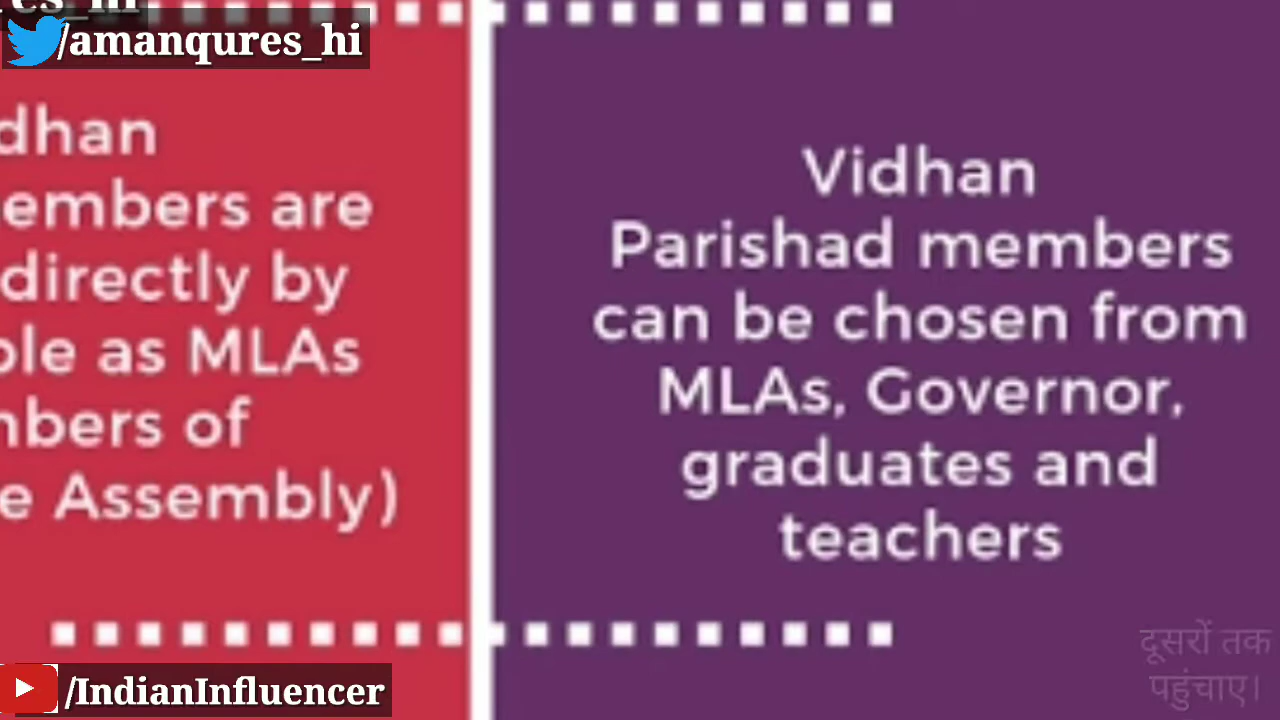 /amanqures_hi
dhan
embers are
directly by
ple as MLAs
mbers of
e Assembly)
Vidhan
Parishad members
can be chosen from
MLAs, Governor,
graduates and
teachers
/IndianInfluencer
दूसरों तक
पहुंचाए।